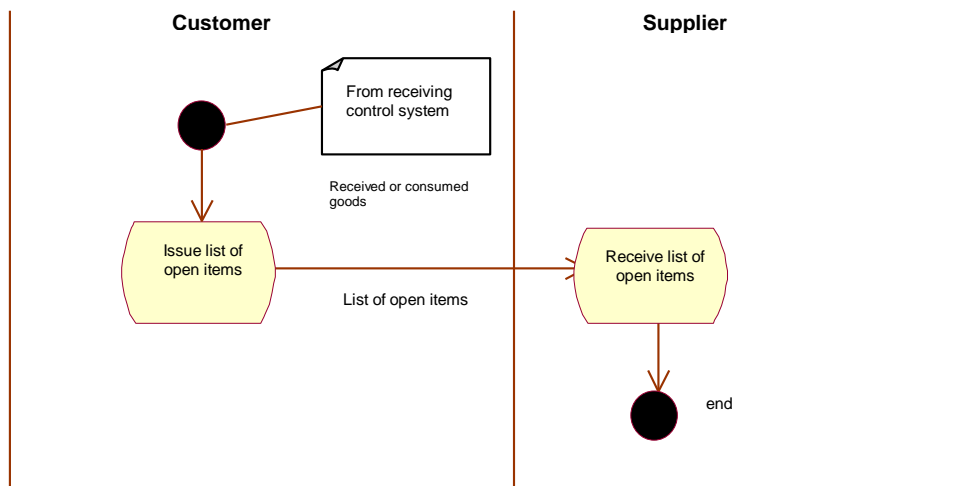 Customer
Supplier
From receiving
control system
Received or consumed
goods
Issue list of
open items
Receive list of
open items
List of open items
end